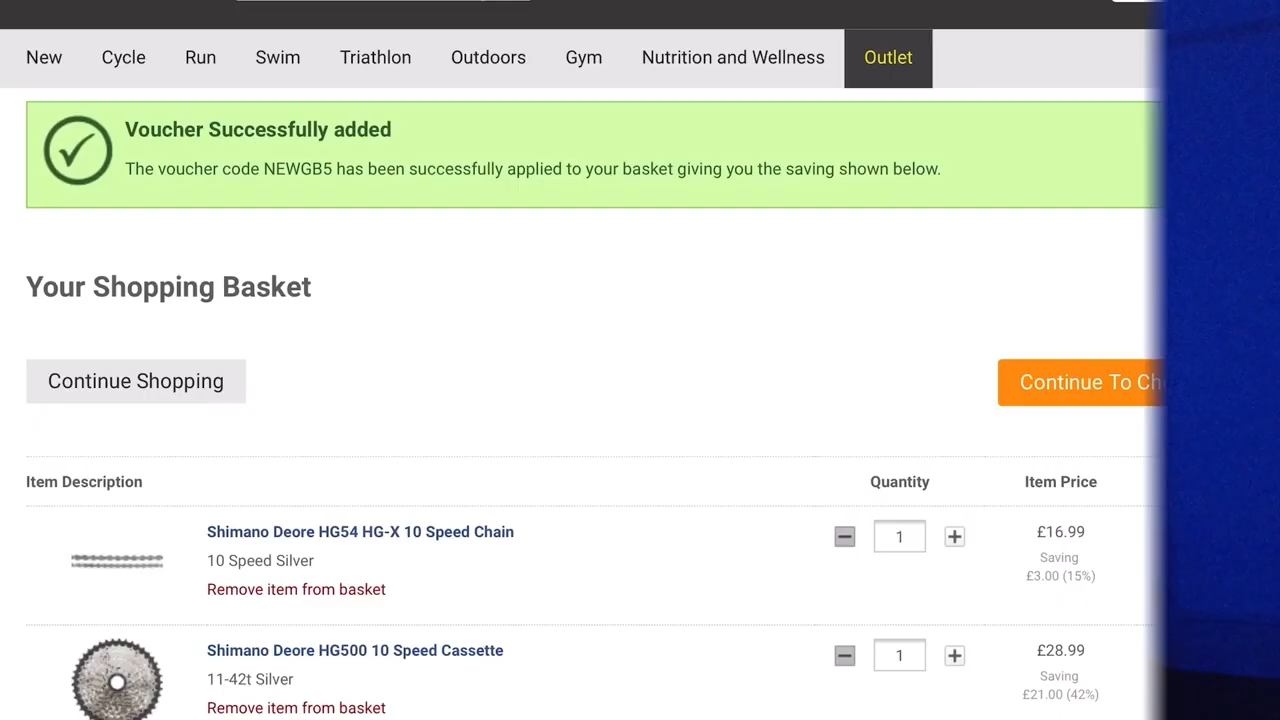 New Cycle Run Swim Triathlon Outdoors Gym Nutrition and Wellness Outlet
Voucher Successfully added
The voucher code NEWGB5 has been successfully applied to your basket giving you the saving shown below.
Your Shopping Basket
Continue Shopping
Continue To
Item Description Quantity Item Price
Shimano Deore HG54 HG-X 10 Speed Chain 1 £16.99
10 Speed Silver Saving
Remove item from basket £3.00 (15%)
Shimano Deore HG500 10 Speed Cassette 1 £28.99
11-42t Silver Saving
Remove item from basket £21.00 (42%)